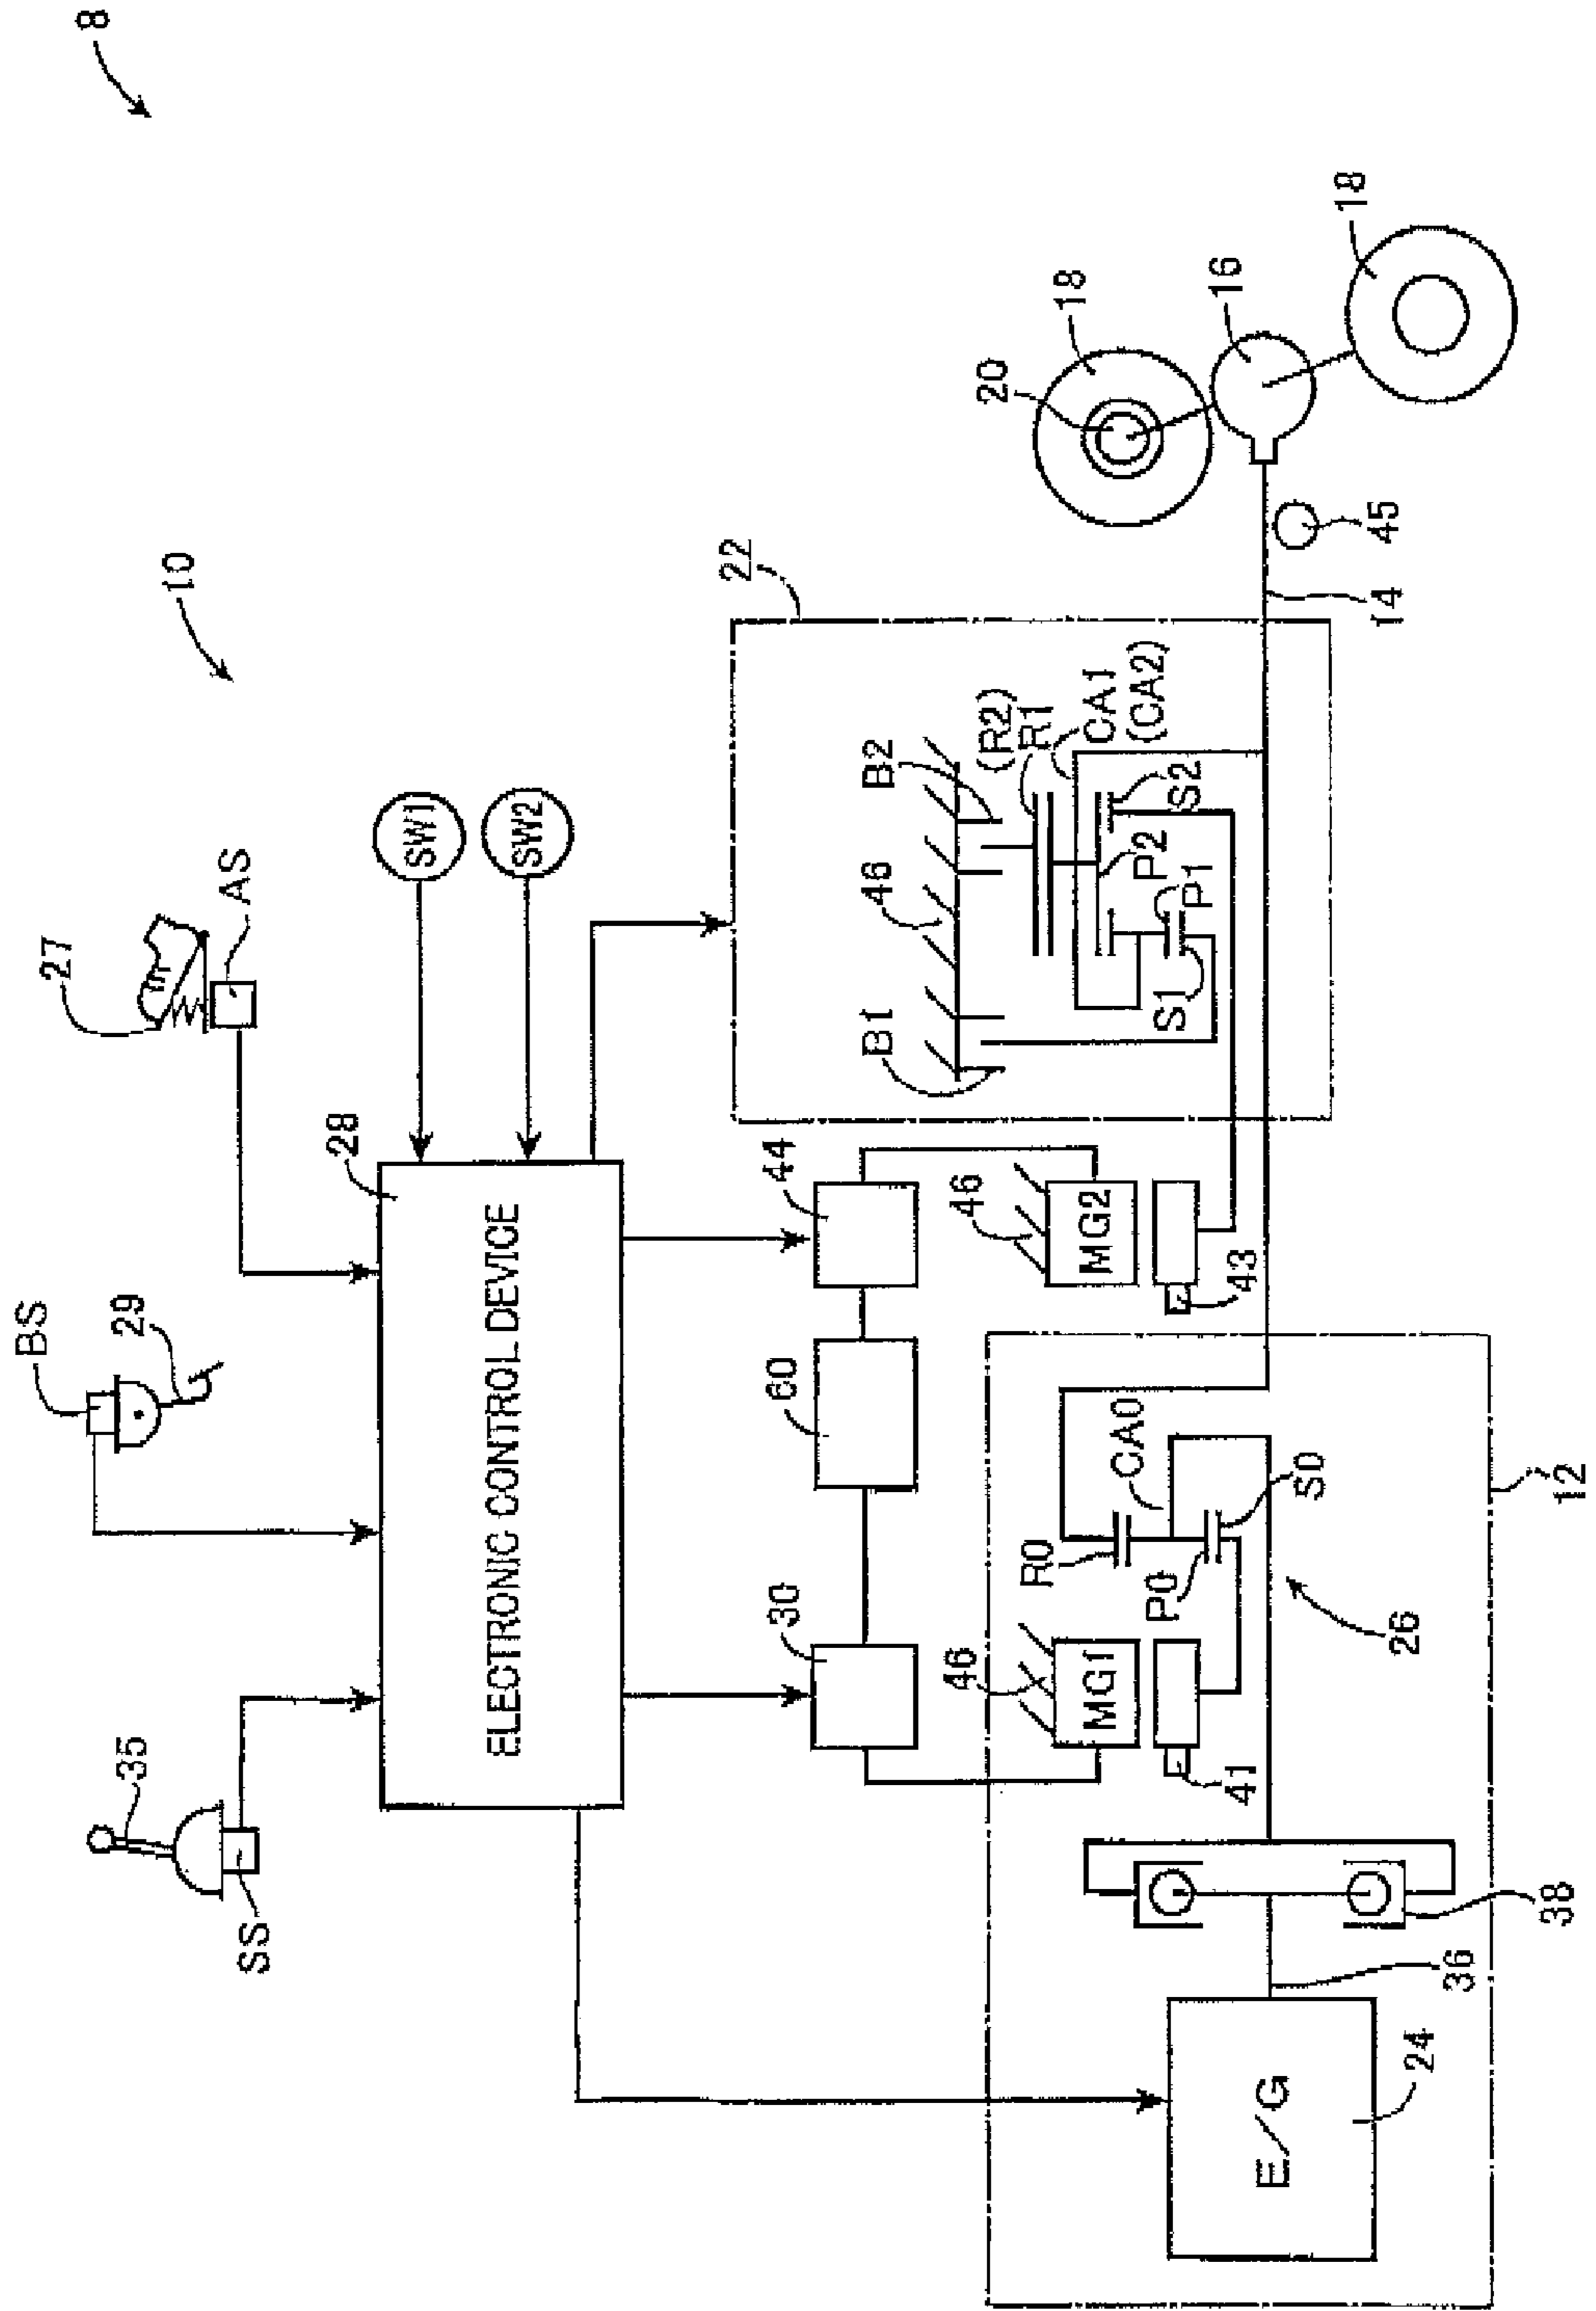 8
10
27
AS
BS
29
35
SS
SW1
SW2
28
ELECTRONIC CONTROL DEVICE
22
44
60
30
46
B1
B2
(R2)
R1
CA1
(CA2)
P2
S2
P1
S1
20
18
18
16
45
14
46
MG2
43
46
MG1
41
R0
CA0
P0
S0
26
12
38
36
E/G
24